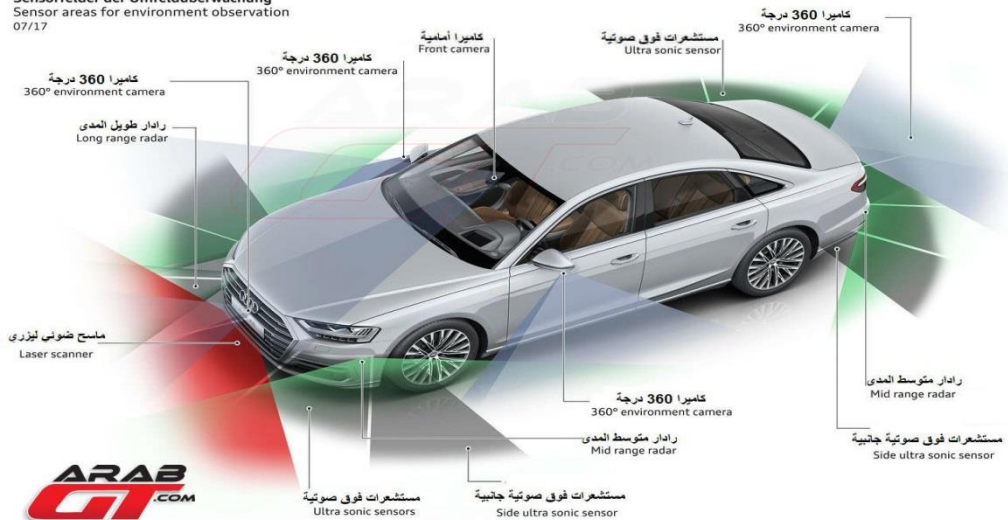 Sensorfelder der Umfeldüberwachung
Sensor areas for environment observation
07/17
كاميرا 360 درجة
360° environment camera
كاميرا أمامية
Front camera
مستشعرات فوق صوتية
Ultra sonic sensor
كاميرا 360 درجة
360° environment camera
كاميرا 360 درجة
360° environment camera
رادار طويل المدى
Long range radar
ماسح ضوئي ليزري
Laser scanner
كاميرا 360 درجة
360° environment camera
رادار متوسط المدى
Mid range radar
رادار متوسط المدى
Mid range radar
مستشعرات فوق صوتية جانبية
Side ultra sonic sensor
مستشعرات فوق صوتية
Ultra sonic sensors
مستشعرات فوق صوتية جانبية
Side ultra sonic sensor
ARAB
GT.COM
ARAB
.COM